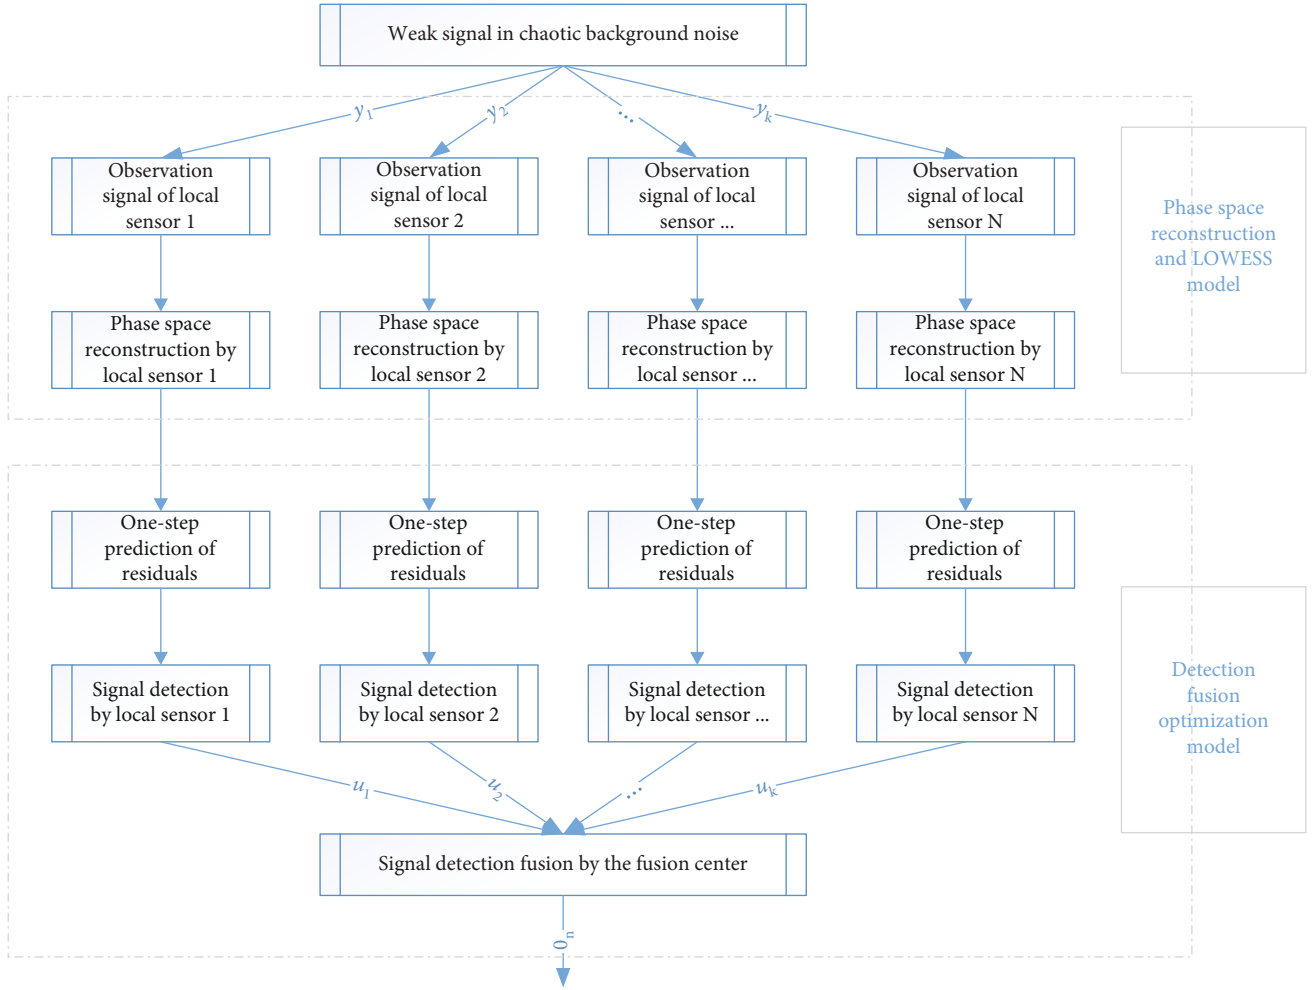 Weak signal in chaotic background noise
y1
y2
...
yk
Observation
signal of local
sensor 1
Observation
signal of local
sensor 2
Observation
signal of local
sensor ...
Observation
signal of local
sensor N
Phase space
reconstruction
and LOWESS
model
Phase space
reconstruction by
local sensor 1
Phase space
reconstruction by
local sensor 2
Phase space
reconstruction by
local sensor ...
Phase space
reconstruction by
local sensor N
One-step
prediction of
residuals
One-step
prediction of
residuals
One-step
prediction of
residuals
One-step
prediction of
residuals
Signal detection
by local sensor 1
Signal detection
by local sensor 2
Signal detection
by local sensor ...
Signal detection
by local sensor N
Detection
fusion
optimization
model
u1
u2
...
uk
Signal detection fusion by the fusion center
0n